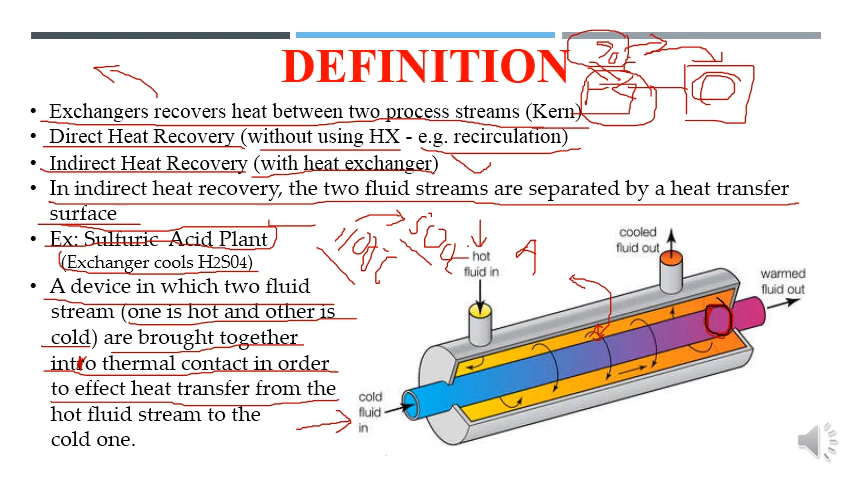 DEFINITION
• Exchangers recovers heat between two process streams (Kern)
• Direct Heat Recovery (without using HX - e.g. recirculation)
• Indirect Heat Recovery (with heat exchanger)
• In indirect heat recovery, the two fluid streams are separated by a heat transfer
surface
• Ex: Sulfuric Acid Plant
(Exchanger cools H2S04)
• A device in which two fluid
stream (one is hot and other is
cold) are brought together
into thermal contact in order
to effect heat transfer from the
hot fluid stream to the
cold one.
hot
fluid in
A
cooled
fluid out
warmed
fluid out
cold
fluid
in